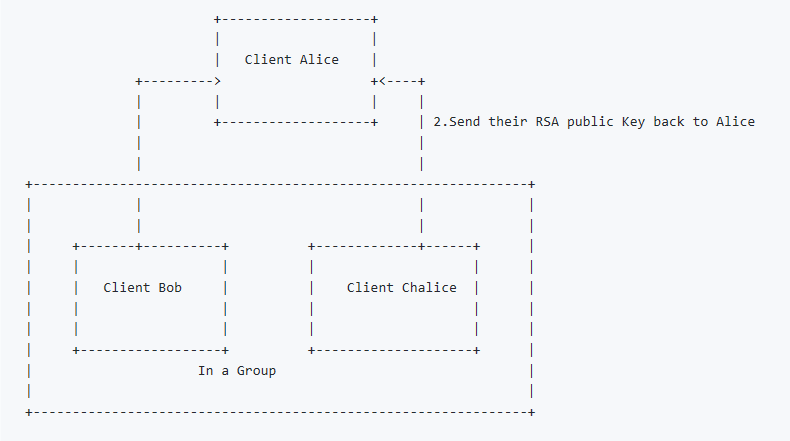 Client Alice
2.Send their RSA public Key back to Alice
Client Bob
Client Chalice
In a Group